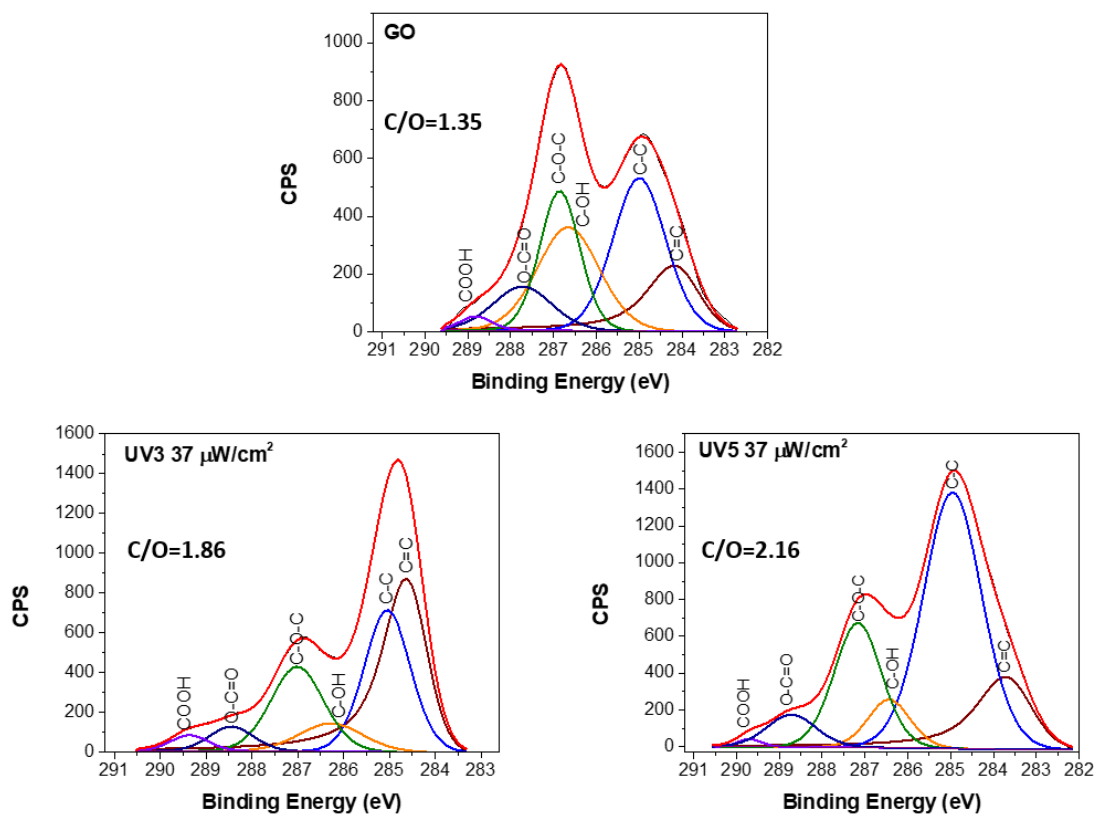 GO
C/O=1.35
COOH
O-C=O
C-O-C
C-OH
C-C
C=C
CPS
0
200
400
600
800
1000
291 290 289 288 287 286 285 284 283 282
Binding Energy (eV)
UV3 37 μW/cm²
C/O=1.86
COOH
O-C=O
C-O-C
C-OH
C-C
C=C
CPS
0
200
400
600
800
1000
1200
1400
1600
291 290 289 288 287 286 285 284 283
Binding Energy (eV)
UV5 37 μW/cm²
C/O=2.16
COOH
O-C=O
C-O-C
C-OH
C-C
C=C
CPS
0
200
400
600
800
1000
1200
1400
1600
291 290 289 288 287 286 285 284 283 282
Binding Energy (eV)